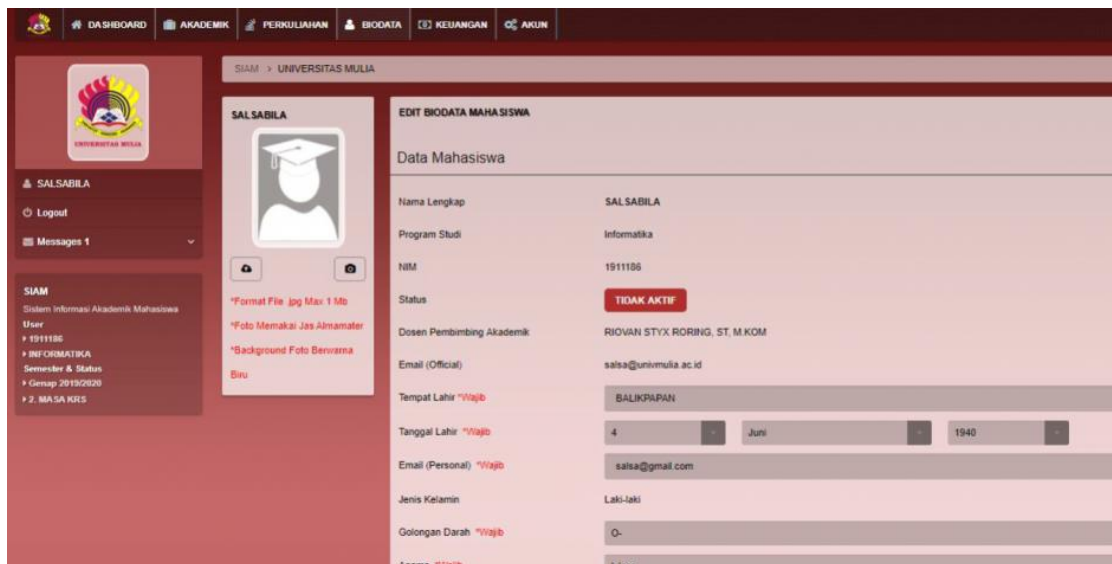 DASHBOARD AKADEMIK PERKULIAHAN BIODATA KEUANGAN AKUN
UNIVERSITAS MULIA
SALSABILA
Logout
Messages 1
SIAM
Sistem Informasi Akademik Mahasiswa
User
1911186
INFORMATIKA
Semester & Status
Genap 2019/2020
2. MASA KRS
SIAM > UNIVERSITAS MULIA
SALSABILA
*Format File .jpg Max 1 Mb
*Foto Memakai Jas Almamater
*Background Foto Berwarna
Biru
EDIT BIODATA MAHASISWA
Data Mahasiswa
Nama Lengkap SALSABILA
Program Studi Informatika
NIM 1911186
Status TIDAK AKTIF
Dosen Pembimbing Akademik RIOVAN STYX RORING, ST, M.KOM
Email (Official) salsa@univmulia.ac.id
Tempat Lahir *Wajib BALIKPAPAN
Tanggal Lahir *Wajib 4 Juni 1940
Email (Personal) *Wajib salsa@gmail.com
Jenis Kelamin Laki-laki
Golongan Darah *Wajib O-